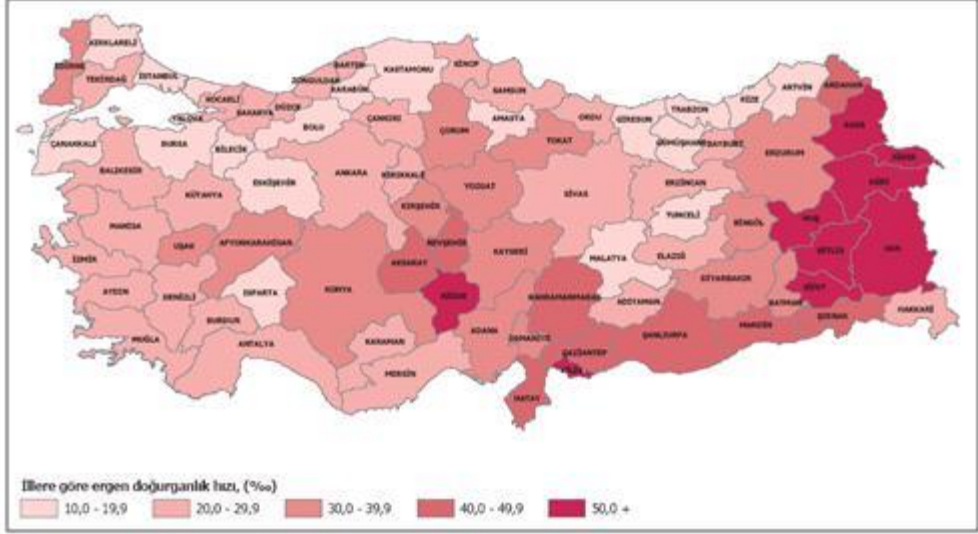 KIRKLARELİ
EDİRNE
TEKİRDAĞ
İSTANBUL
KOCAELİ
YALOVA
SAKARYA
DÜZCE
ZONGULDAK
BARTIN
KARABÜK
KASTAMONU
SİNOP
SAMSUN
ÇANAKKALE
BURSA
BİLECİK
BOLU
ÇANKIRI
ÇORUM
AMASYA
TOKAT
ORDU
GİRESUN
TRABZON
RİZE
ARTVİN
ARDAHAN
KARS
GÜMÜŞHANE
BAYBURT
ERZURUM
IĞDIR
AĞRI
BALIKESİR
KÜTAHYA
ESKİŞEHİR
ANKARA
KIRIKKALE
YOZGAT
SİVAS
ERZİNCAN
TUNCELİ
BİNGÖL
MUŞ
BİTLİS
VAN
MANİSA
UŞAK
AFYONKARAHİSAR
KIRŞEHİR
NEVŞEHİR
AKSARAY
KAYSERİ
MALATYA
ELAZIĞ
DİYARBAKIR
BATMAN
SİİRT
İZMİR
AYDIN
DENİZLİ
ISPARTA
BURDUR
KONYA
NİĞDE
KAHRAMANMARAŞ
ADIYAMAN
ŞANLIURFA
MARDİN
ŞIRNAK
HAKKARİ
MUĞLA
ANTALYA
KARAMAN
MERSİN
ADANA
OSMANİYE
GAZİANTEP
KİLİS
HATAY
İllere göre ergen doğurganlık hızı, (‰)
10,0 - 19,9
20,0 - 29,9
30,0 - 39,9
40,0 - 49,9
50,0 +